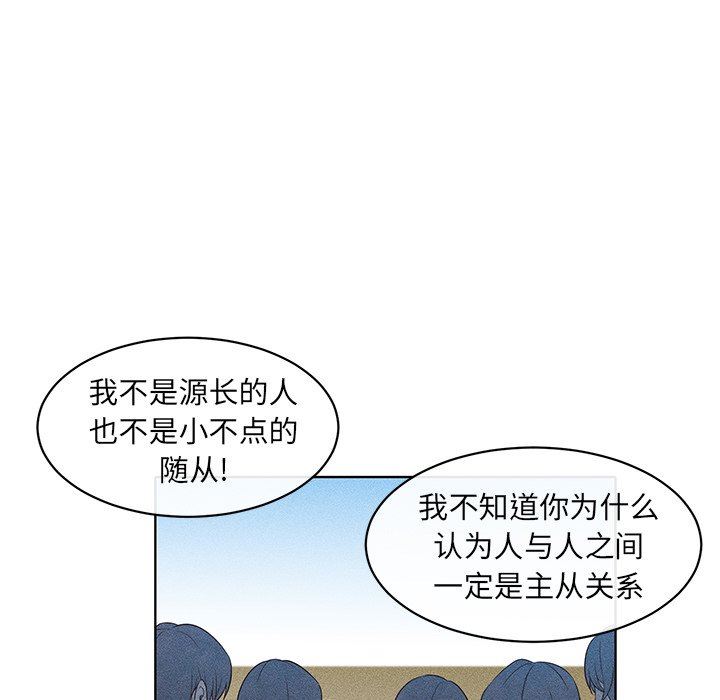 我不是源长的人
也不是小不点的
随从!
我不知道你为什么
认为人与人之间
一定是主从关系